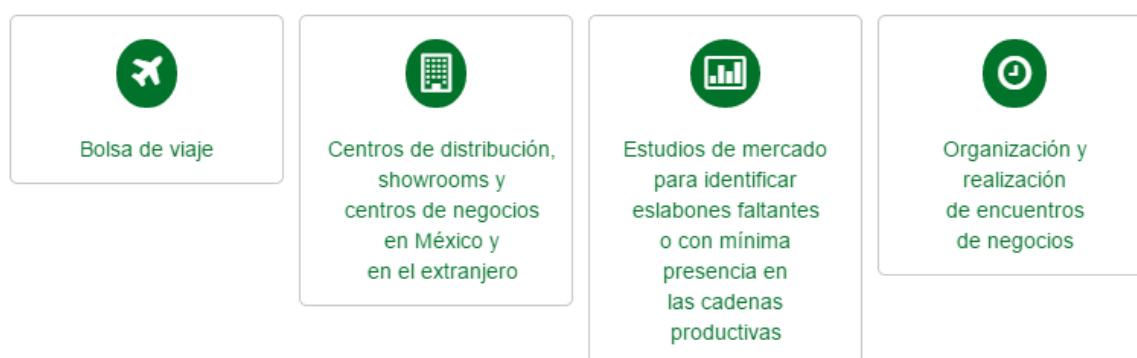 Bolsa de viaje
Centros de distribución,
showrooms y
centros de negocios
en México y
en el extranjero
Estudios de mercado
para identificar
eslabones faltantes
o con mínima
presencia en
las cadenas
productivas
Organización y
realización
de encuentros
de negocios